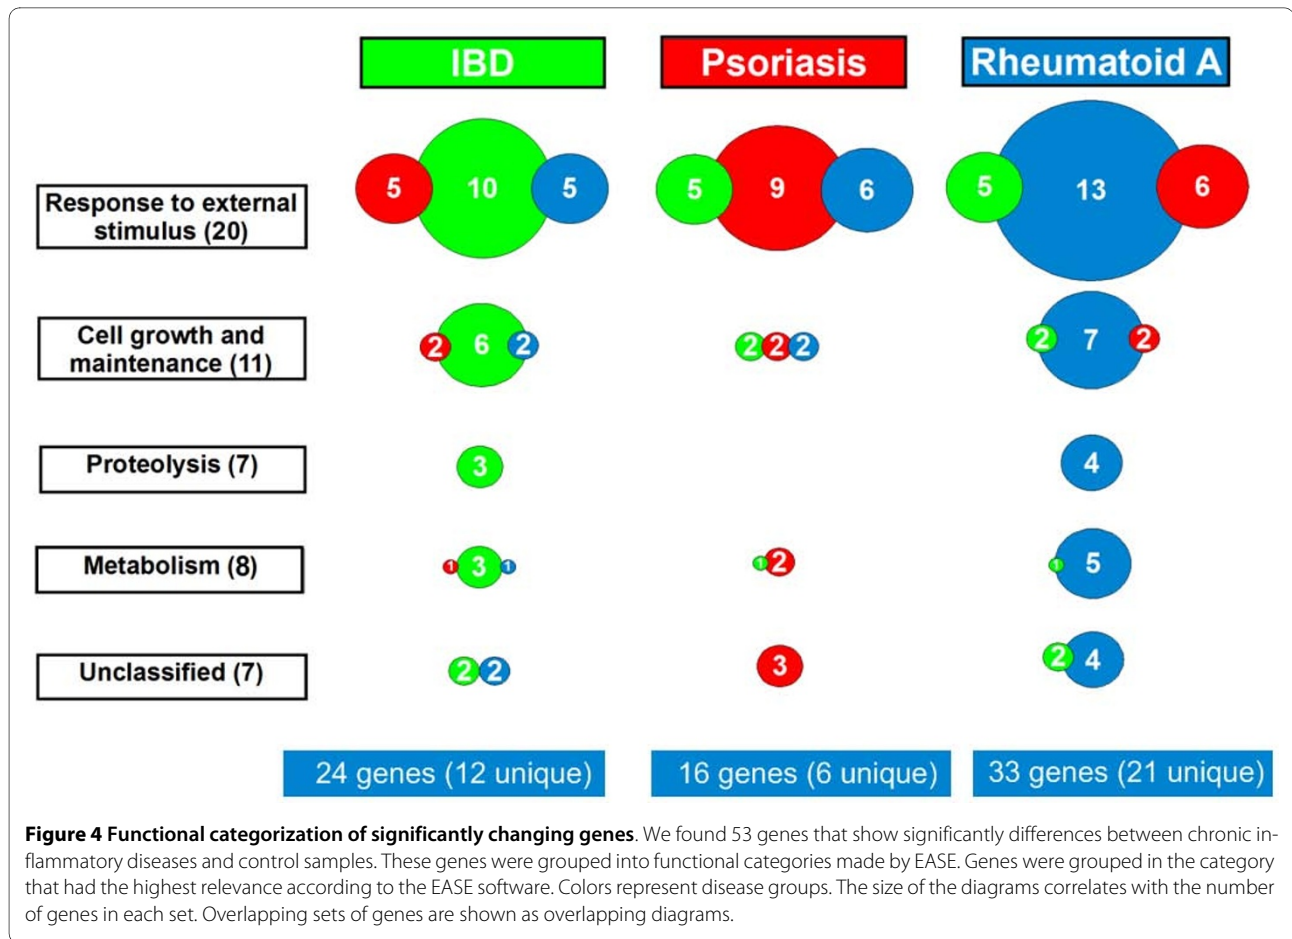 IBD
Psoriasis
Rheumatoid A
Response to external
stimulus (20)
5
10
5
5
9
6
5
13
6
Cell growth and
maintenance (11)
2
6
2
2
2
2
2
7
2
Proteolysis (7)
3
4
Metabolism (8)
1
3
1
1
2
1
5
Unclassified (7)
2
2
3
2
4
24 genes (12 unique)
16 genes (6 unique)
33 genes (21 unique)
Figure 4 Functional categorization of significantly changing genes. We found 53 genes that show significantly differences between chronic in-
flammatory diseases and control samples. These genes were grouped into functional categories made by EASE. Genes were grouped in the category
that had the highest relevance according to the EASE software. Colors represent disease groups. The size of the diagrams correlates with the number
of genes in each set. Overlapping sets of genes are shown as overlapping diagrams.